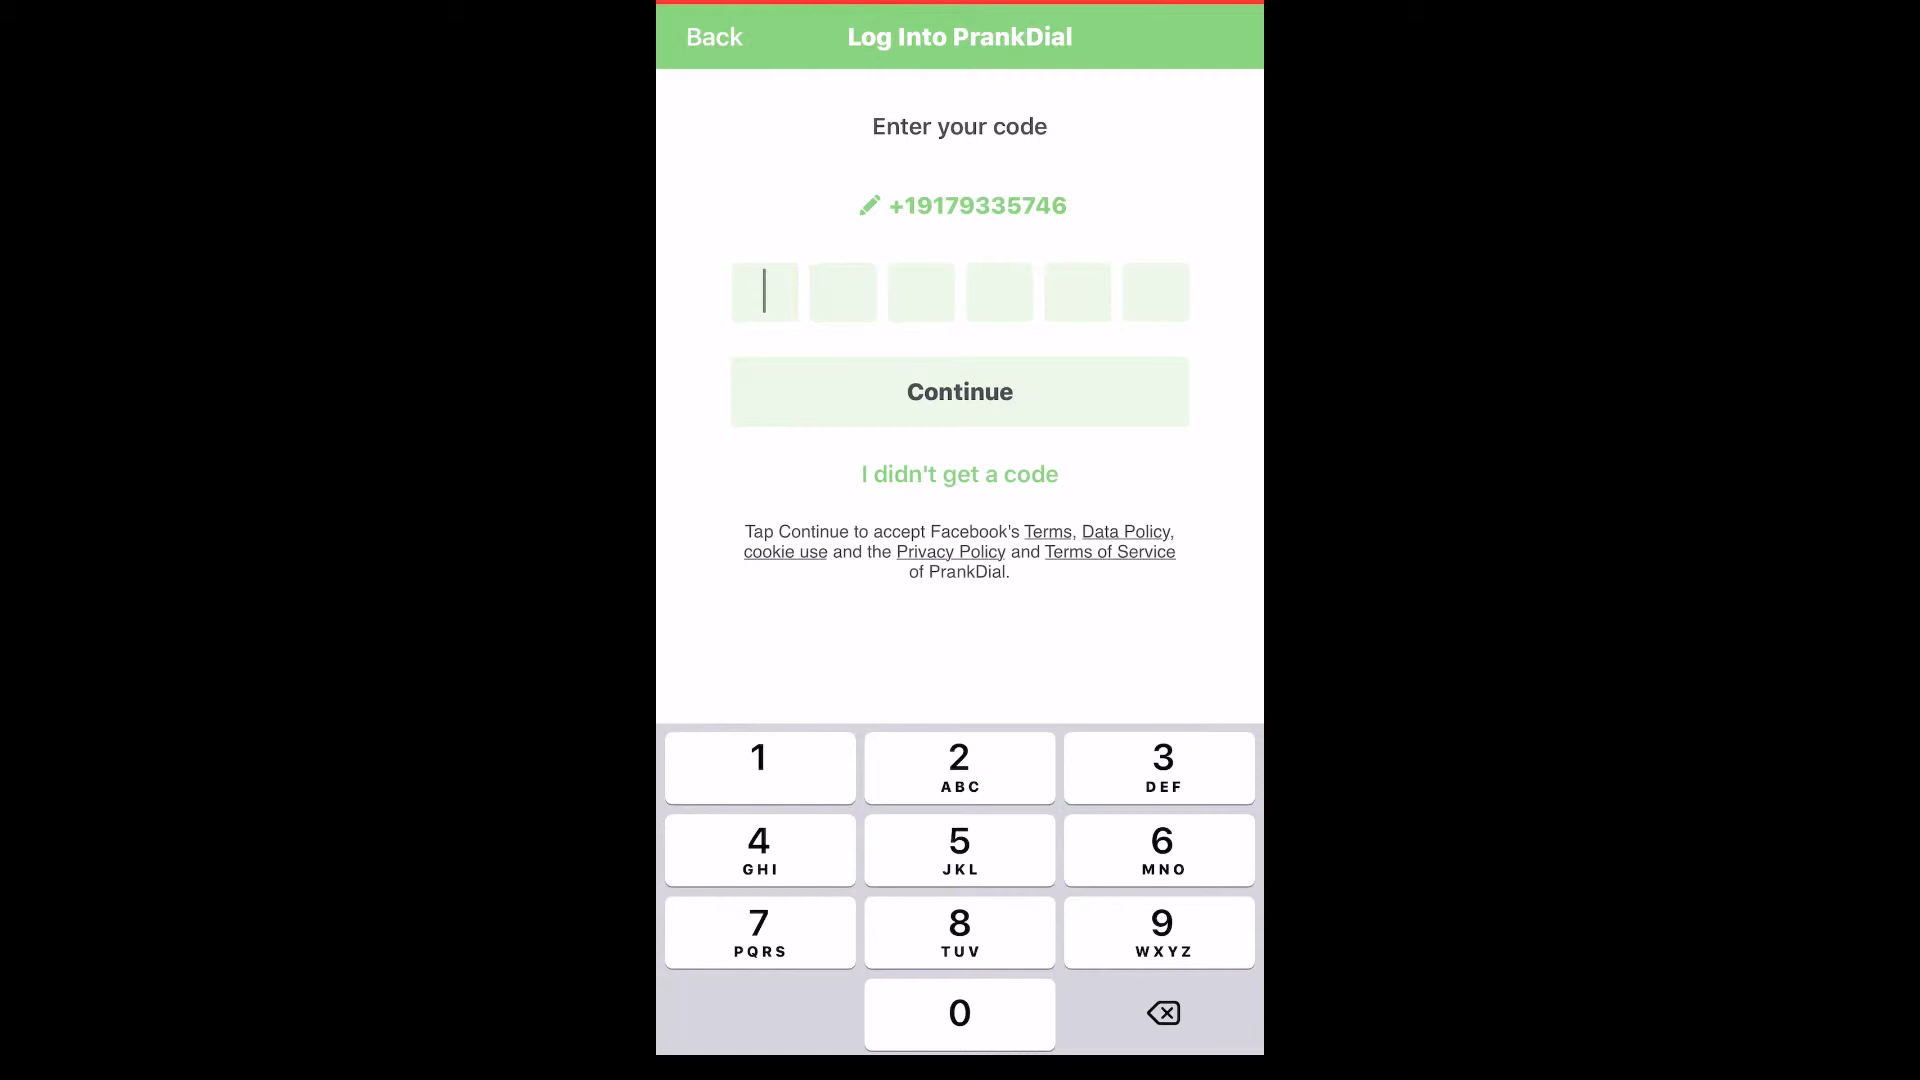 Back Log Into PrankDial
Enter your code
+19179335746
Continue
I didn't get a code
Tap Continue to accept Facebook's Terms, Data Policy,
cookie use and the Privacy Policy and Terms of Service
of PrankDial.
1 2 3
ABC DEF
4 5 6
GHI JKL MNO
7 8 9
PQRS TUV WXYZ
0